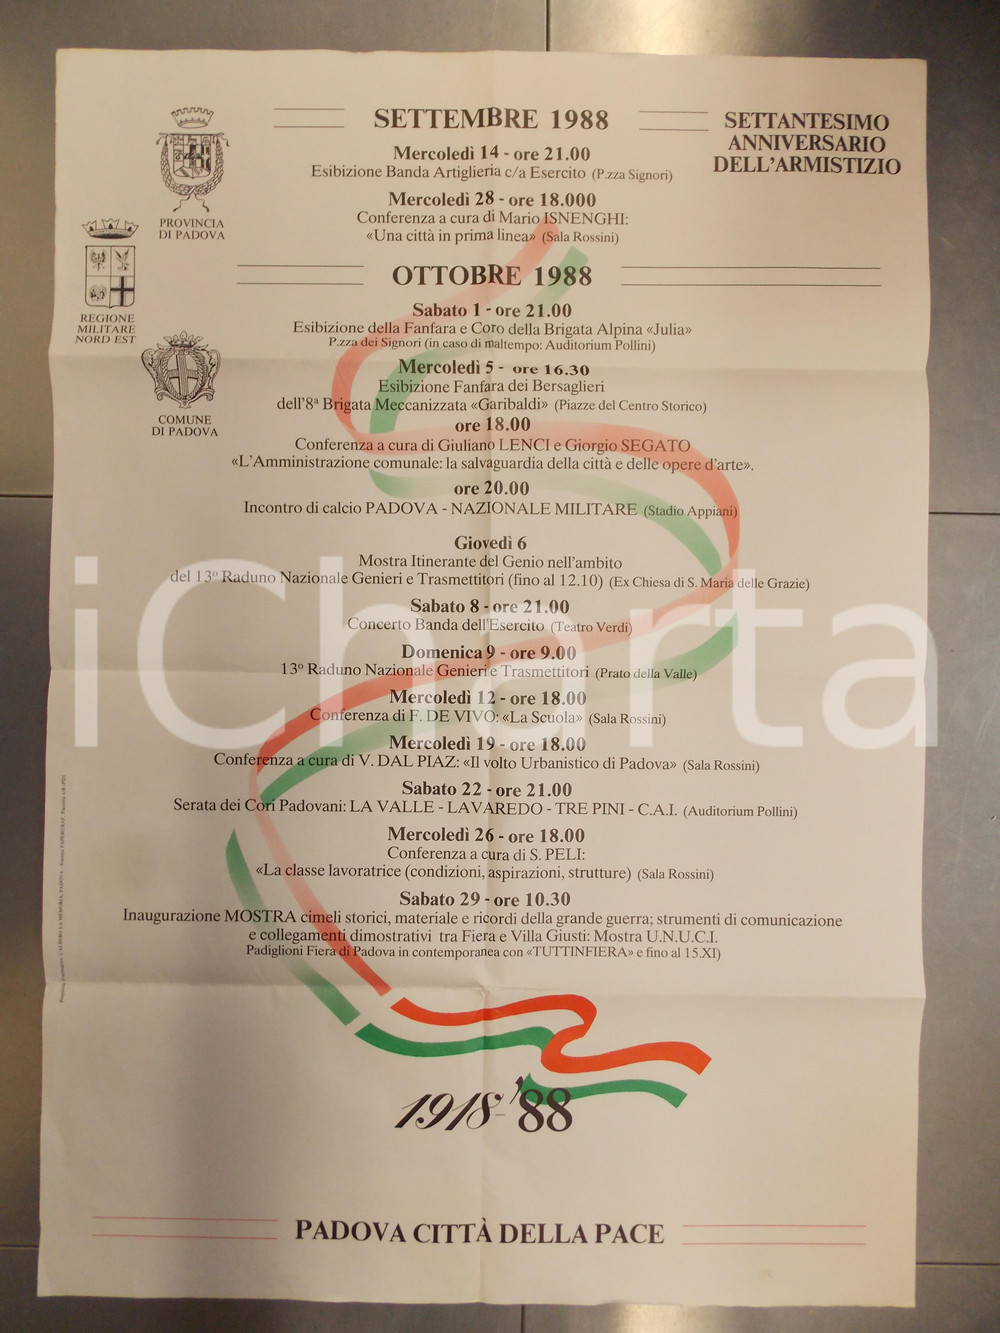 SETTEMBRE 1988
SETTANTESIMO
ANNIVERSARIO
DELL'ARMISTIZIO
Mercoledì 14 - ore 21.00
Esibizione Banda Artiglieria c/a Esercito (P.zza Signori)
Mercoledì 28 - ore 18.000
Conferenza a cura di Mario ISNENGHI:
«Una città in prima linea» (Sala Rossini)
PROVINCIA
DI PADOVA
REGIONE
MILITARE
NORD EST
COMUNE
DI PADOVA
OTTOBRE 1988
Sabato 1 - ore 21.00
Esibizione della Fanfara e Coro della Brigata Alpina «Julia»
P.zza dei Signori (in caso di maltempo: Auditorium Pollini)
Mercoledì 5 - ore 16.30
Esibizione Fanfara dei Bersaglieri
dell'8ª Brigata Meccanizzata «Garibaldi» (Piazze del Centro Storico)
ore 18.00
Conferenza a cura di Giuliano LENCI e Giorgio SEGATO
«L'Amministrazione comunale: la salvaguardia della città e delle opere d'arte».
ore 20.00
Incontro di calcio PADOVA - NAZIONALE MILITARE (Stadio Appiani)
Giovedì 6
Mostra Itinerante del Genio nell'ambito
del 13º Raduno Nazionale Genieri e Trasmettitori (fino al 12.10) (Ex Chiesa di S. Maria delle Grazie)
Sabato 8 - ore 21.00
Concerto Banda dell'Esercito (Teatro Verdi)
Domenica 9 - ore 9.00
13º Raduno Nazionale Genieri e Trasmettitori (Prato della Valle)
Mercoledì 12 - ore 18.00
Conferenza di F. DE VIVO: «La Scuola» (Sala Rossini)
Mercoledì 19 - ore 18.00
Conferenza a cura di V. DAL PIAZ: «Il volto Urbanistico di Padova» (Sala Rossini)
Sabato 22 - ore 21.00
Serata dei Cori Padovani: LA VALLE - LAVAREDO - TRE PINI - C.A.I. (Auditorium Pollini)
Mercoledì 26 - ore 18.00
Conferenza a cura di S. PELI:
«La classe lavoratrice (condizioni, aspirazioni, strutture) (Sala Rossini)
Sabato 29 - ore 10.30
Inaugurazione MOSTRA cimeli storici, materiale e ricordi della grande guerra; strumenti di comunicazione
e collegamenti dimostrativi tra Fiera e Villa Giusti: Mostra U.N.U.C.I.
Padiglioni Fiera di Padova in contemporanea con «TUTTINFIERA» e fino al 15.XI)
1918-'88
PADOVA CITTÀ DELLA PACE
iCharta